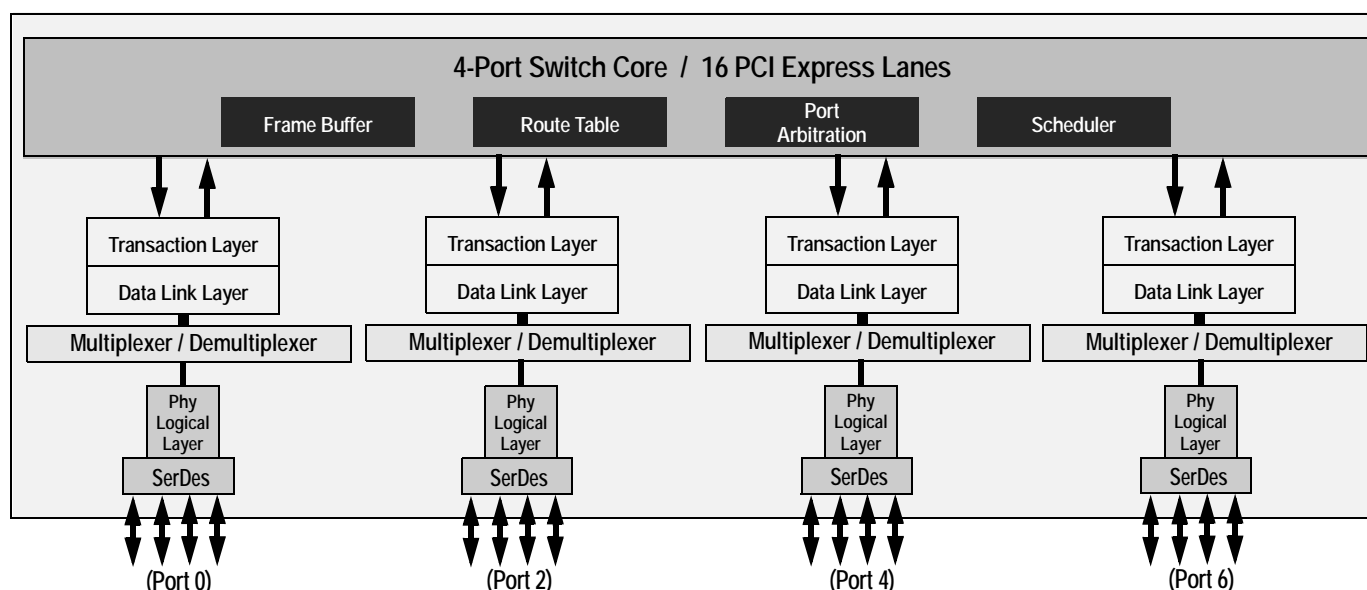 4-Port Switch Core / 16 PCI Express Lanes
Frame Buffer
Route Table
Port
Arbitration
Scheduler
Transaction Layer
Data Link Layer
Multiplexer / Demultiplexer
Phy
Logical
Layer
SerDes
(Port 0)
Transaction Layer
Data Link Layer
Multiplexer / Demultiplexer
Phy
Logical
Layer
SerDes
(Port 2)
Transaction Layer
Data Link Layer
Multiplexer / Demultiplexer
Phy
Logical
Layer
SerDes
(Port 4)
Transaction Layer
Data Link Layer
Multiplexer / Demultiplexer
Phy
Logical
Layer
SerDes
(Port 6)